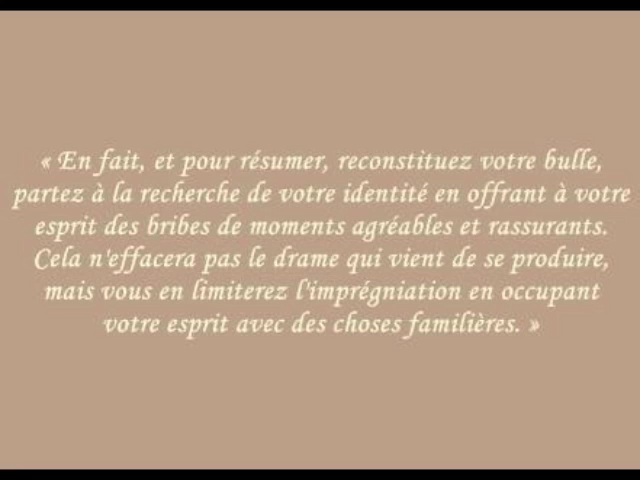 « En fait, et pour résumer, reconstituez votre bulle,
partez à la recherche de votre identité en offrant à votre
esprit des bribes de moments agréables et rassurants.
Cela n'effacera pas le drame qui vient de se produire,
mais vous en limiterez l'imprégniation en occupant
votre esprit avec des choses familières. »